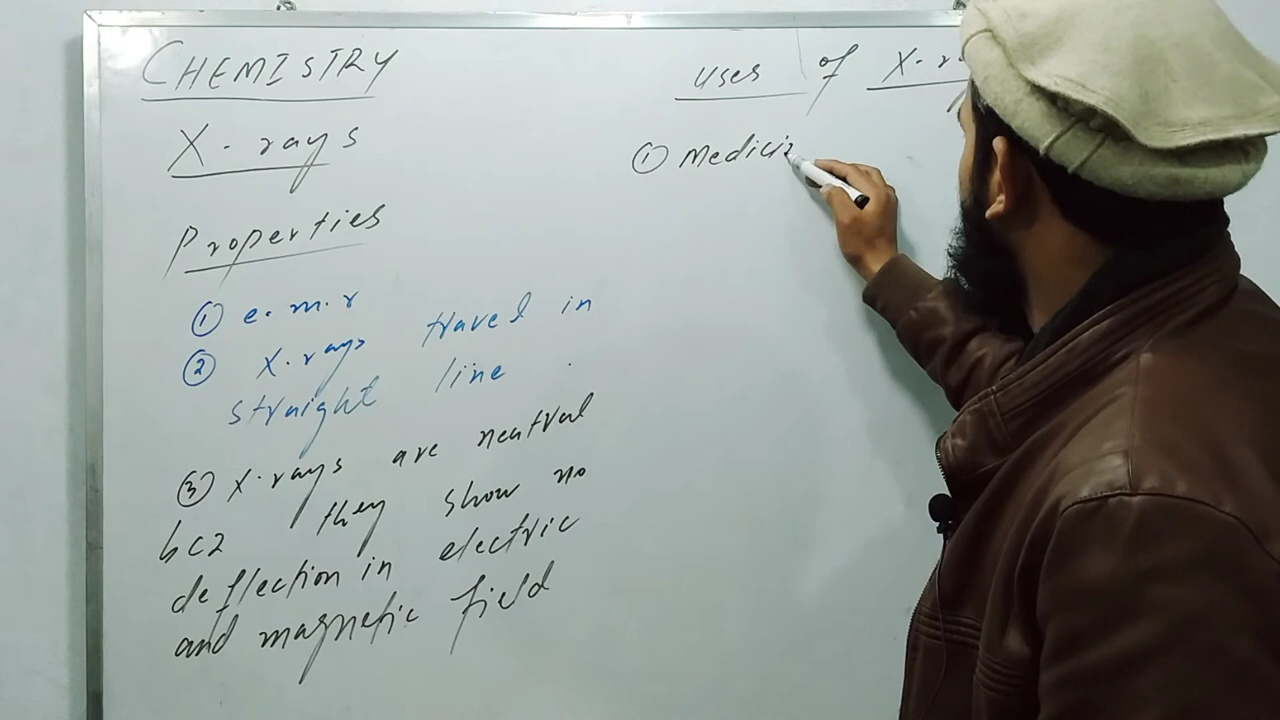 CHEMISTRY
X-rays
Properties
① e.m.r
② X-rays travel in
straight line.
③ X-rays are neutral
bcz they show no
deflection in electric
and magnetic field
uses of X-r
① Medicin